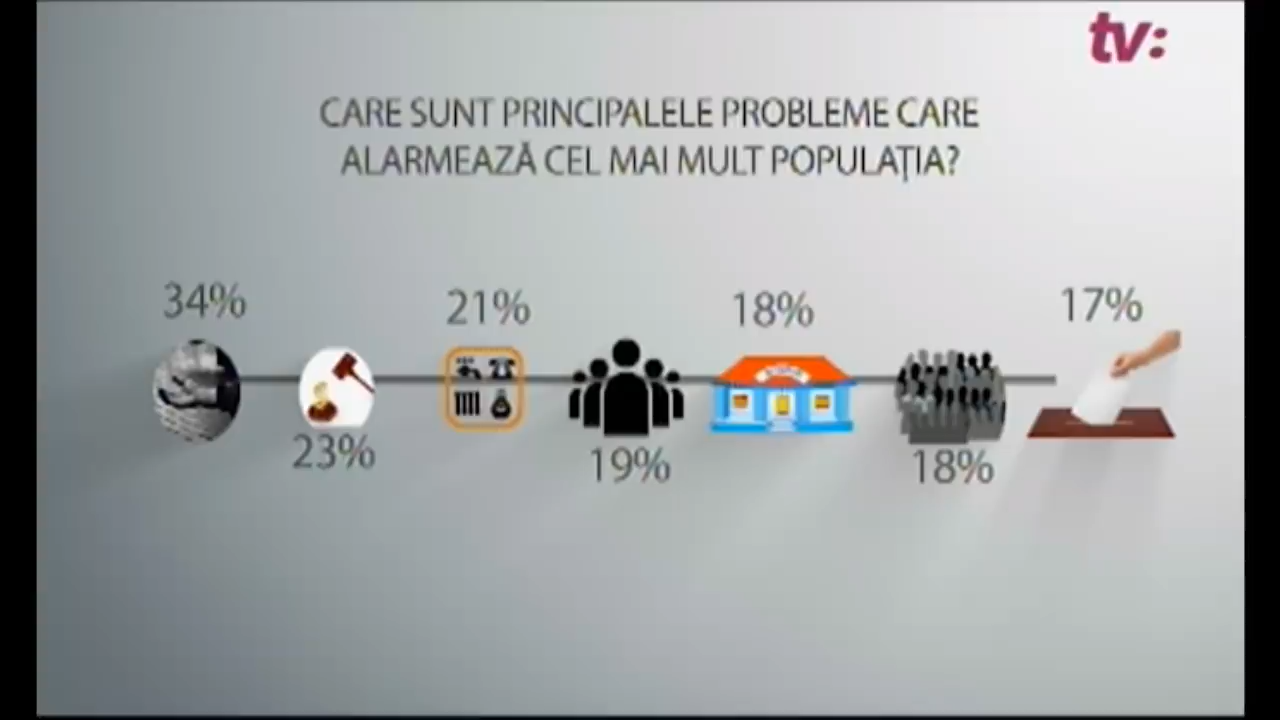 tv:
CARE SUNT PRINCIPALELE PROBLEME CARE
ALARMEAZĂ CEL MAI MULT POPULAȚIA?
34%
21%
18%
17%
23%
19%
18%